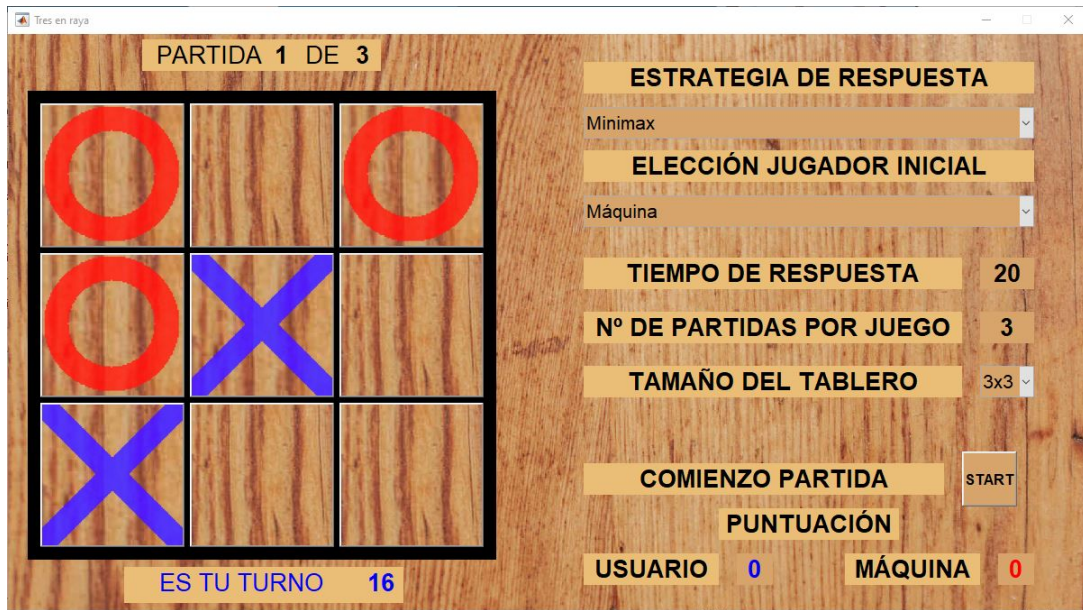 Tres en raya
PARTIDA 1 DE 3
ES TU TURNO 16
ESTRATEGIA DE RESPUESTA
Minimax
ELECCIÓN JUGADOR INICIAL
Máquina
TIEMPO DE RESPUESTA 20
Nº DE PARTIDAS POR JUEGO 3
TAMAÑO DEL TABLERO 3x3
COMIENZO PARTIDA START
PUNTUACIÓN
USUARIO 0 MÁQUINA 0